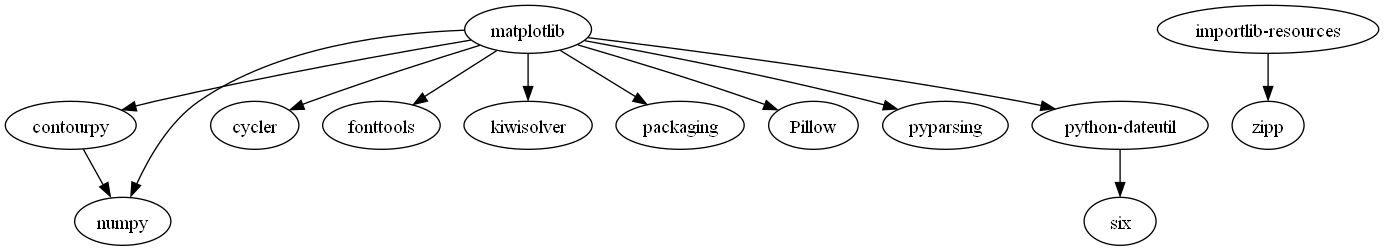 matplotlib
importlib-resources
contourpy
cycler
fonttools
kiwisolver
packaging
Pillow
pyparsing
python-dateutil
zipp
numpy
six